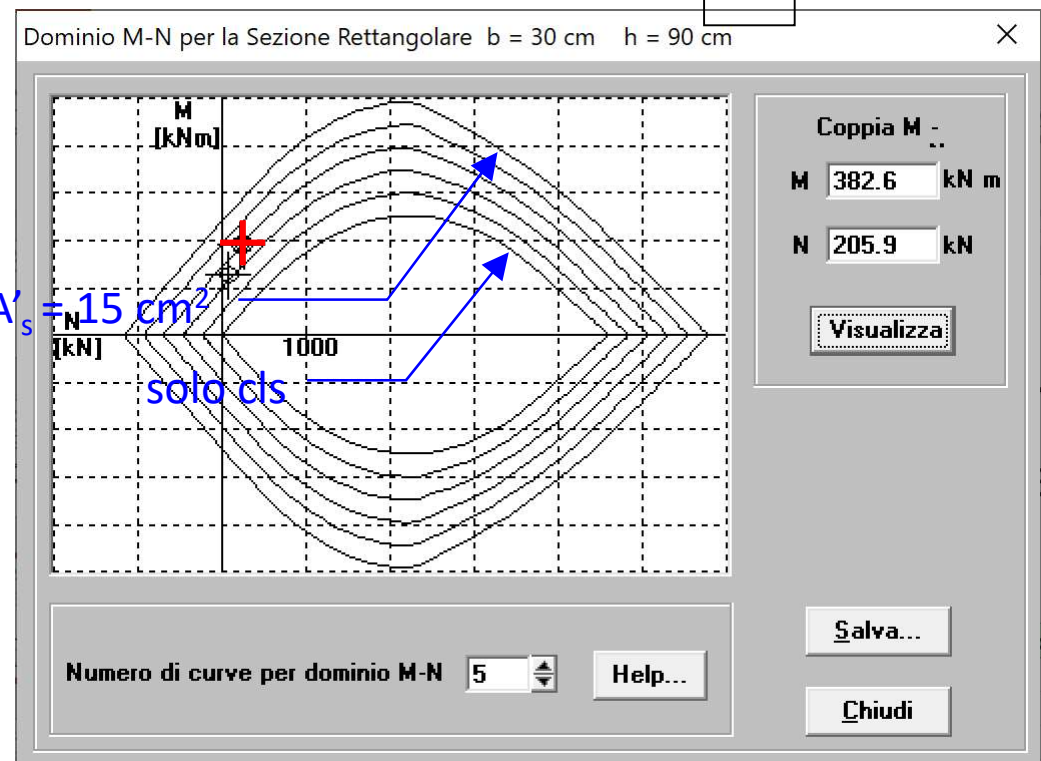 Dominio M-N per la Sezione Rettangolare b = 30 cm h = 90 cm
M
[kNm]
A's = 15 cm2
N
[kN]
1000
solo cls
Coppia M -
M 382.6 kN m
N 205.9 kN
Visualizza
Numero di curve per dominio M-N 5 Help...
Salva...
Chiudi